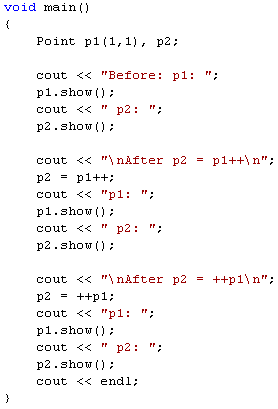 void main()
{
    Point p1(1,1), p2;

    cout << "Before: p1: ";
    p1.show();
    cout << " p2: ";
    p2.show();

    cout << "\nAfter p2 = p1++\n";
    p2 = p1++;
    cout << "p1: ";
    p1.show();
    cout << " p2: ";
    p2.show();

    cout << "\nAfter p2 = ++p1\n";
    p2 = ++p1;
    cout << "p1: ";
    p1.show();
    cout << " p2: ";
    p2.show();
    cout << endl;
}